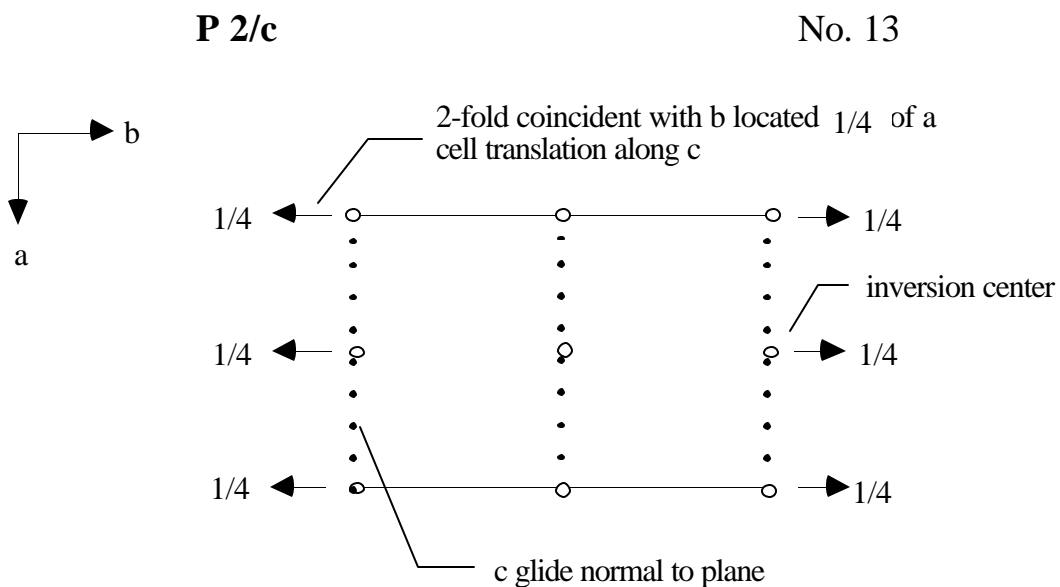 P 2/c No. 13
b
2-fold coincident with b located 1/4 of a
cell translation along c
a
1/4 1/4
inversion center
1/4 1/4
1/4 1/4
c glide normal to plane